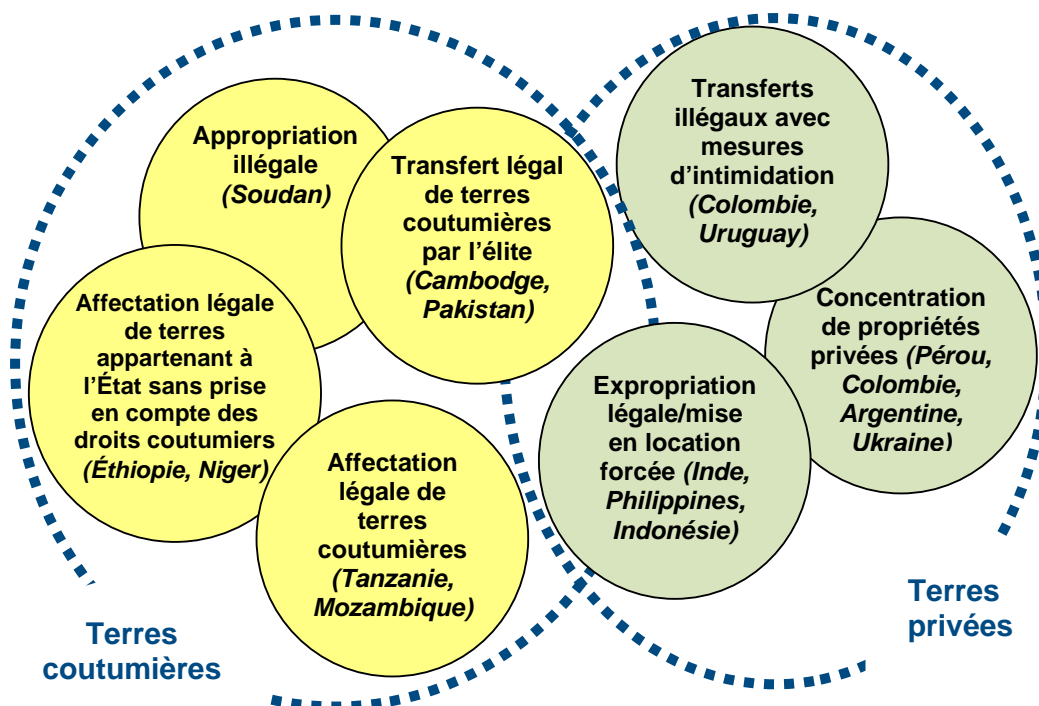 Appropriation
illégale
(Soudan)
Transfert légal
de terres
coutumières
par l’élite
(Cambodge,
Pakistan)
Affectation légale
de terres
appartenant à
l’État sans prise
en compte des
droits coutumiers
(Éthiopie, Niger)
Affectation
légale de
terres
coutumières
(Tanzanie,
Mozambique)
Terres
coutumières
Transferts
illégaux avec
mesures
d’intimidation
(Colombie,
Uruguay)
Concentration
de propriétés
privées (Pérou,
Colombie,
Argentine,
Ukraine)
Expropriation
légale/mise
en location
forcée (Inde,
Philippines,
Indonésie)
Terres
privées